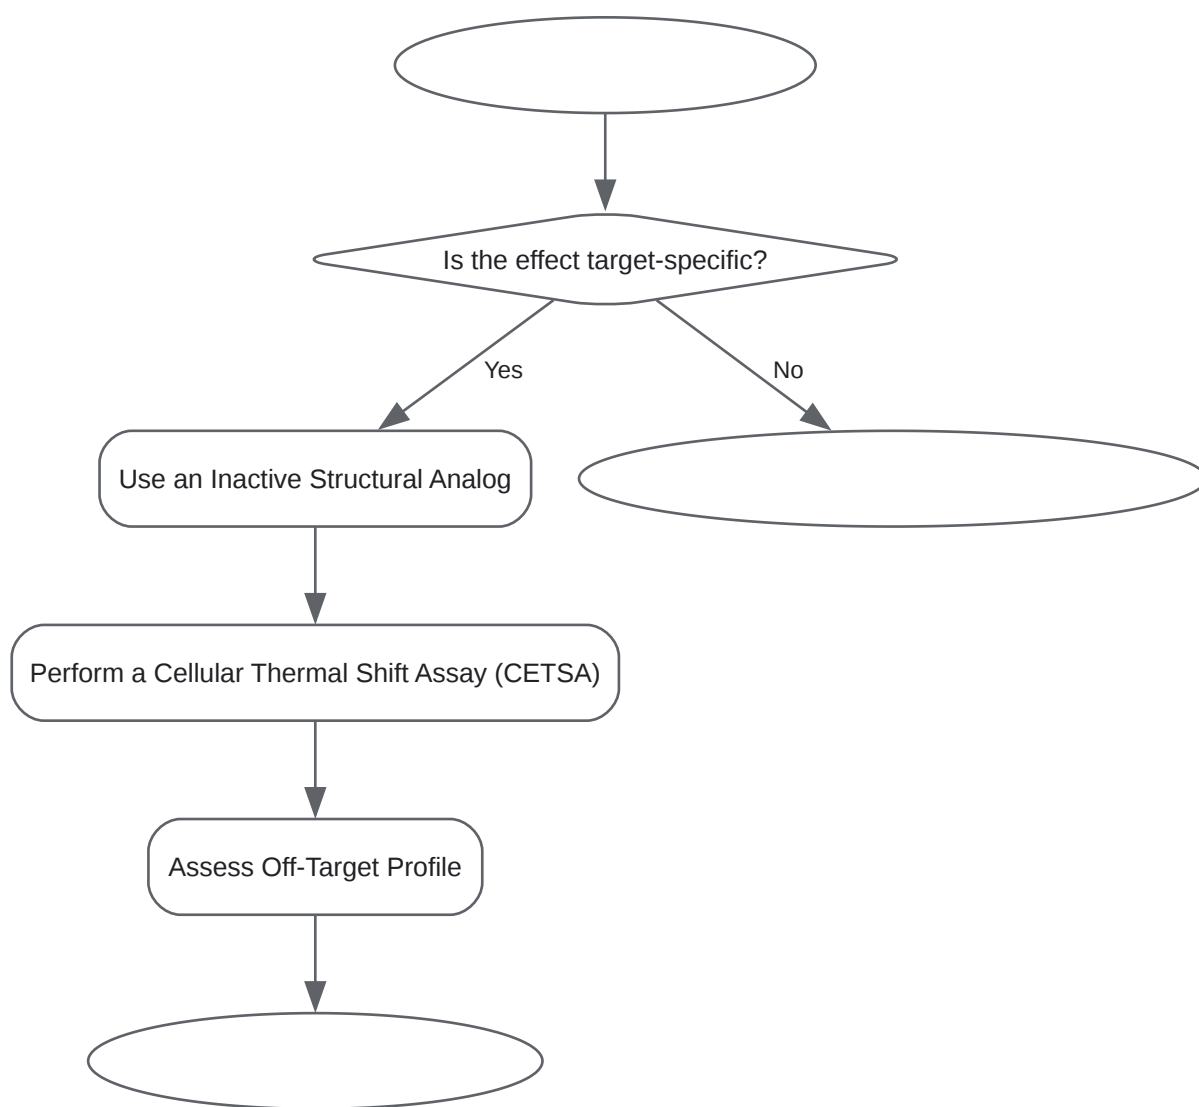 Is the effect target-specific?
Yes
No
Use an Inactive Structural Analog
Perform a Cellular Thermal Shift Assay (CETSA)
Assess Off-Target Profile